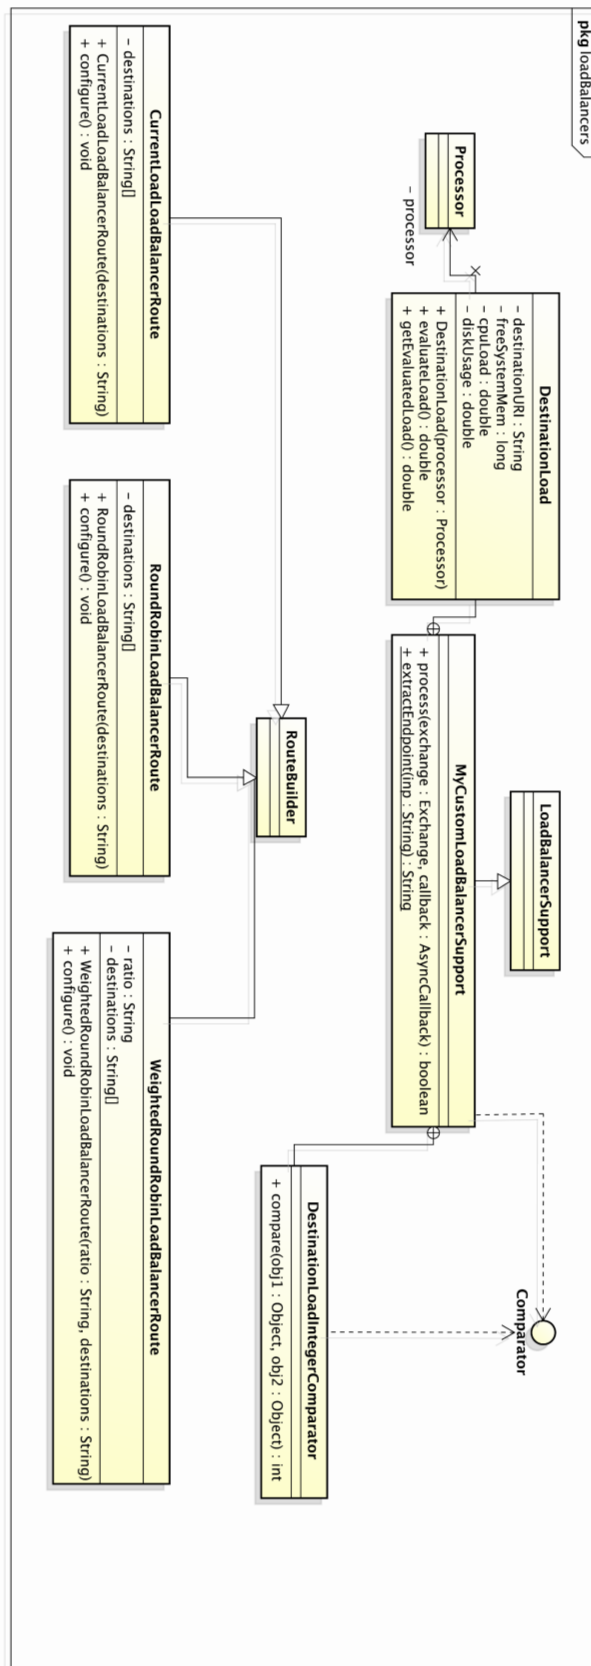 pkg loadBalancers
LoadBalancerSupport
Comparator
Processor
- processor
DestinationLoad
- destinationURI : String
- freeSystemMem : long
- cpuLoad : double
- diskUsage : double
+ DestinationLoad(processor : Processor)
+ evaluateLoad() : double
+ getEvaluatedLoad() : double
MyCustomLoadBalancerSupport
+ process(exchange : Exchange, callback : AsyncCallback) : boolean
+ extractEndpoint(inp : String) : String
DestinationLoadIntegerComparator
+ compare(obj1 : Object, obj2 : Object) : int
RouteBuilder
CurrentLoadLoadBalancerRoute
- destinations : String[]
+ CurrentLoadLoadBalancerRoute(destinations : String)
+ configure() : void
RoundRobinLoadBalancerRoute
- destinations : String[]
+ RoundRobinLoadBalancerRoute(destinations : String)
+ configure() : void
WeightedRoundRobinLoadBalancerRoute
- ratio : String
- destinations : String[]
+ WeightedRoundRobinLoadBalancerRoute(ratio : String, destinations : String)
+ configure() : void